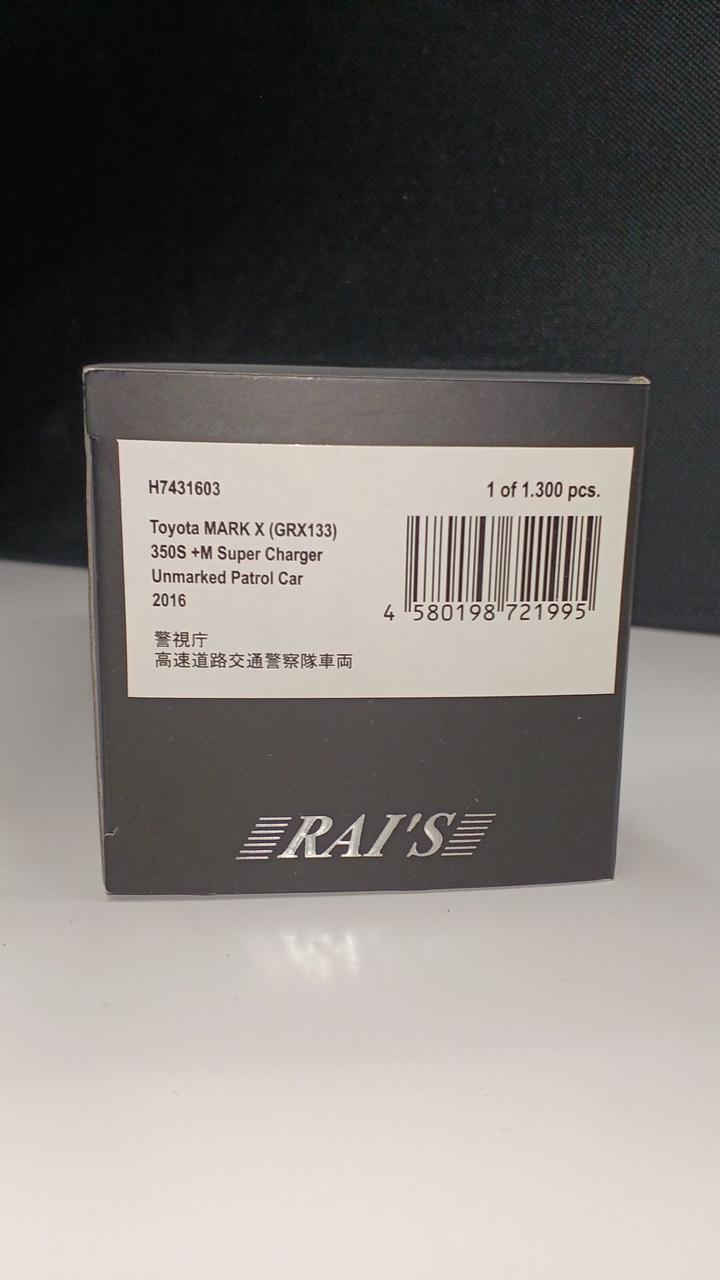 H7431603
1 of 1.300 pcs.
Toyota MARK X (GRX133)
350S +M Super Charger
Unmarked Patrol Car
2016
4 580198 721995
警視庁
高速道路交通警察隊車両
RAI'S